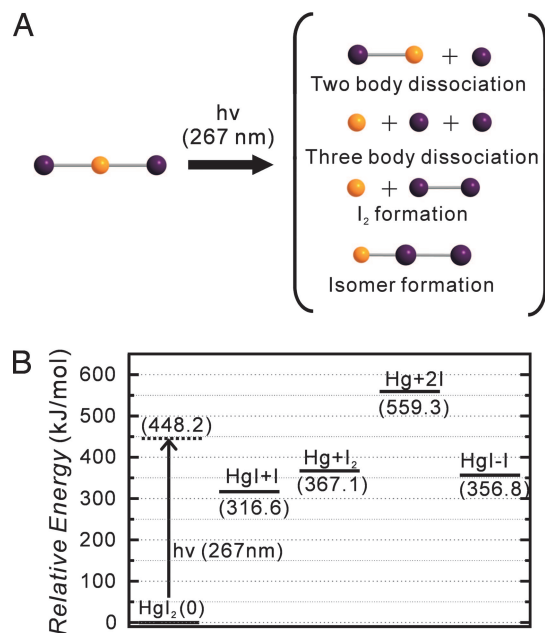 A
hν
(267 nm)
+
Two body dissociation
+ +
Three body dissociation
+
I₂ formation
Isomer formation
B
Relative Energy (kJ/mol)
600
500
400
300
200
100
0
(448.2)
hν (267nm)
HgI₂(0)
HgI+I
(316.6)
Hg+I₂
(367.1)
Hg+2I
(559.3)
HgI-I
(356.8)